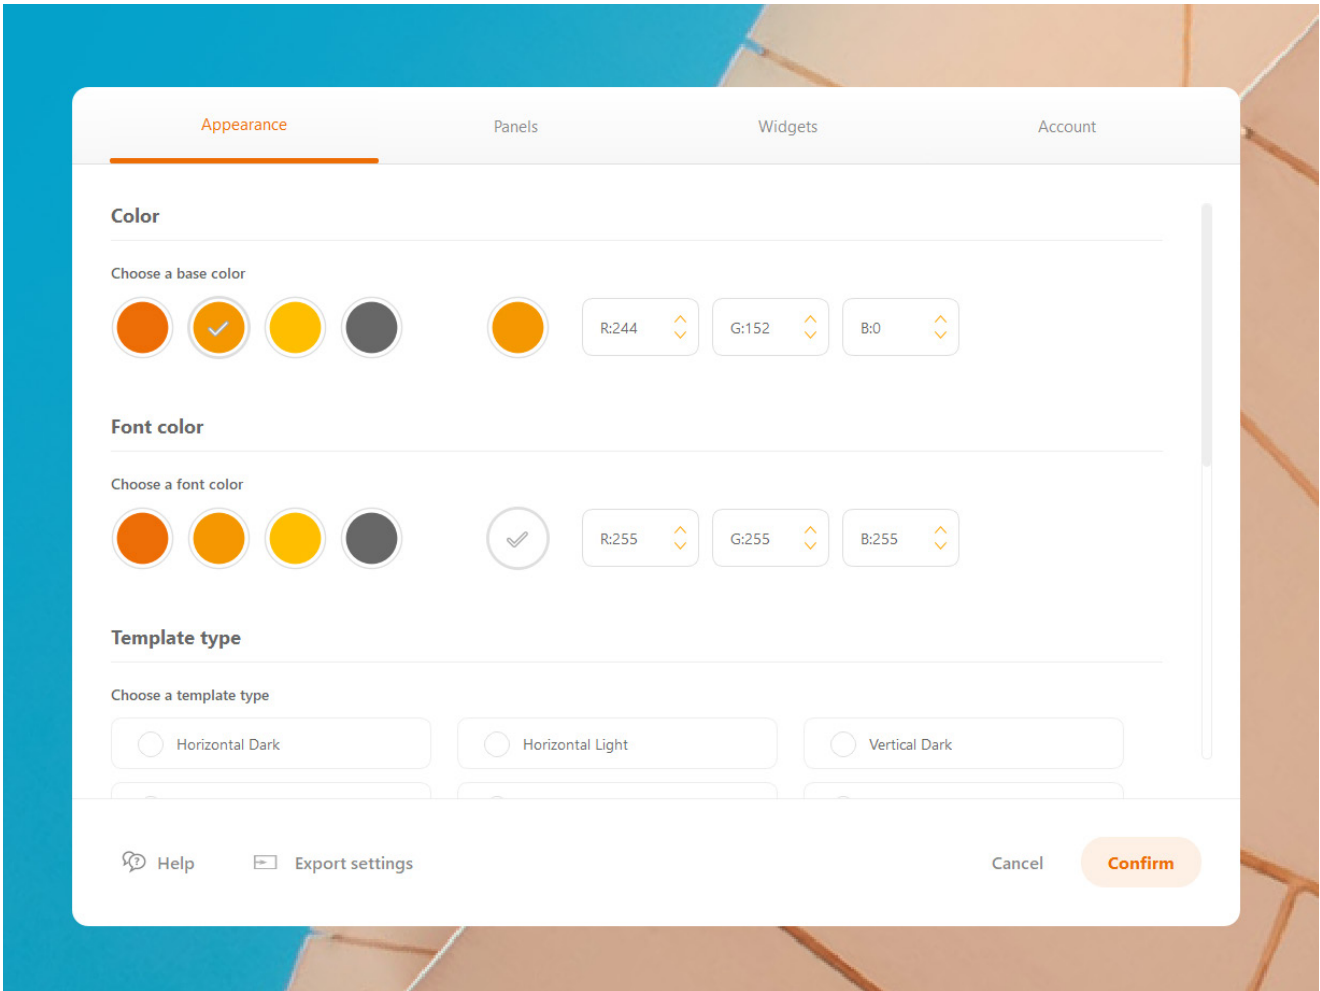 Appearance Panels Widgets Account
Color
Choose a base color
R:244 G:152 B:0
Font color
Choose a font color
R:255 G:255 B:255
Template type
Choose a template type
Horizontal Dark Horizontal Light Vertical Dark
Help Export settings Cancel Confirm